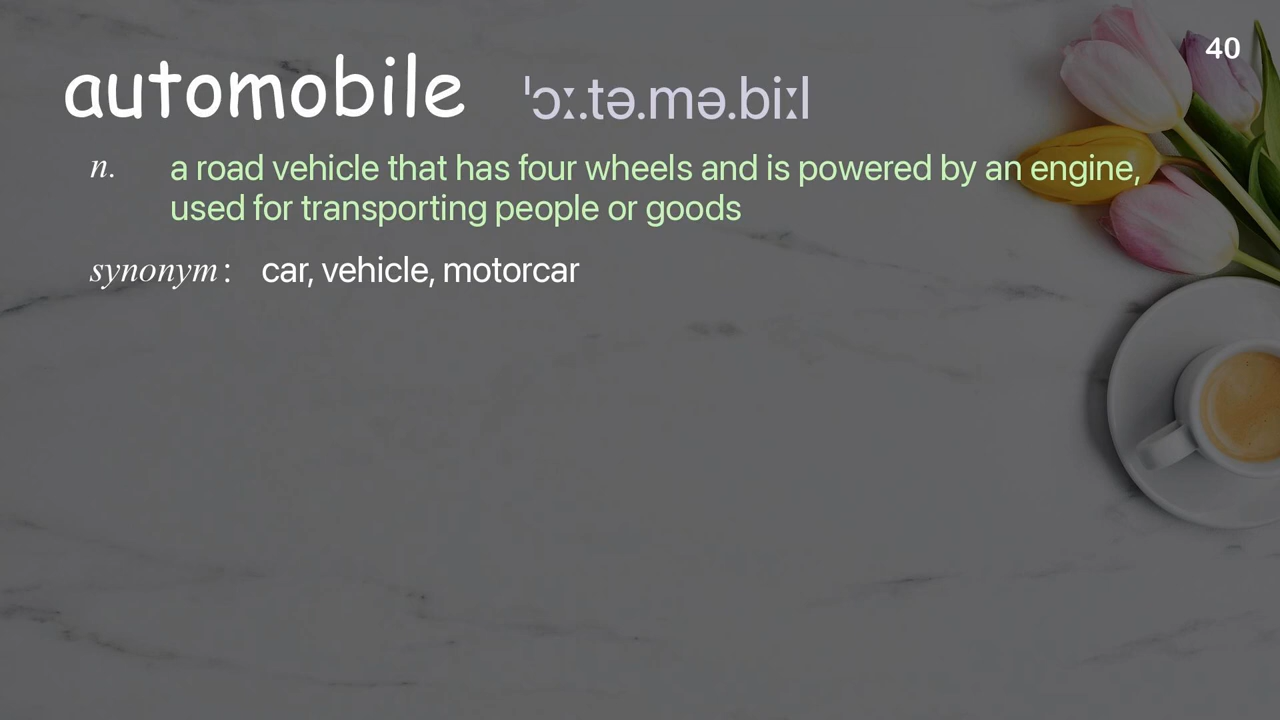 40
automobile ˈɔː.tə.mə.biːl
n. a road vehicle that has four wheels and is powered by an engine,
used for transporting people or goods
synonym : car, vehicle, motorcar